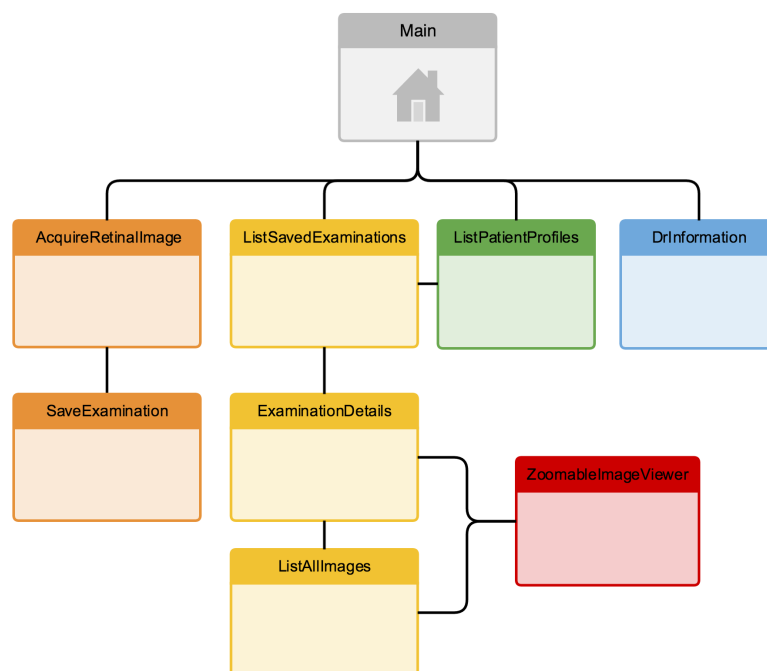 Main
AcquireRetinalImage
ListSavedExaminations
ListPatientProfiles
DrInformation
SaveExamination
ExaminationDetails
ZoomableImageViewer
ListAllImages